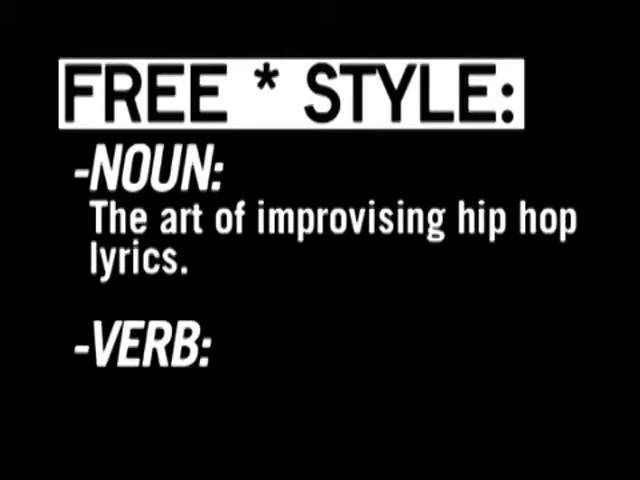 FREE * STYLE:
-NOUN:
The art of improvising hip hop
lyrics.
-VERB: